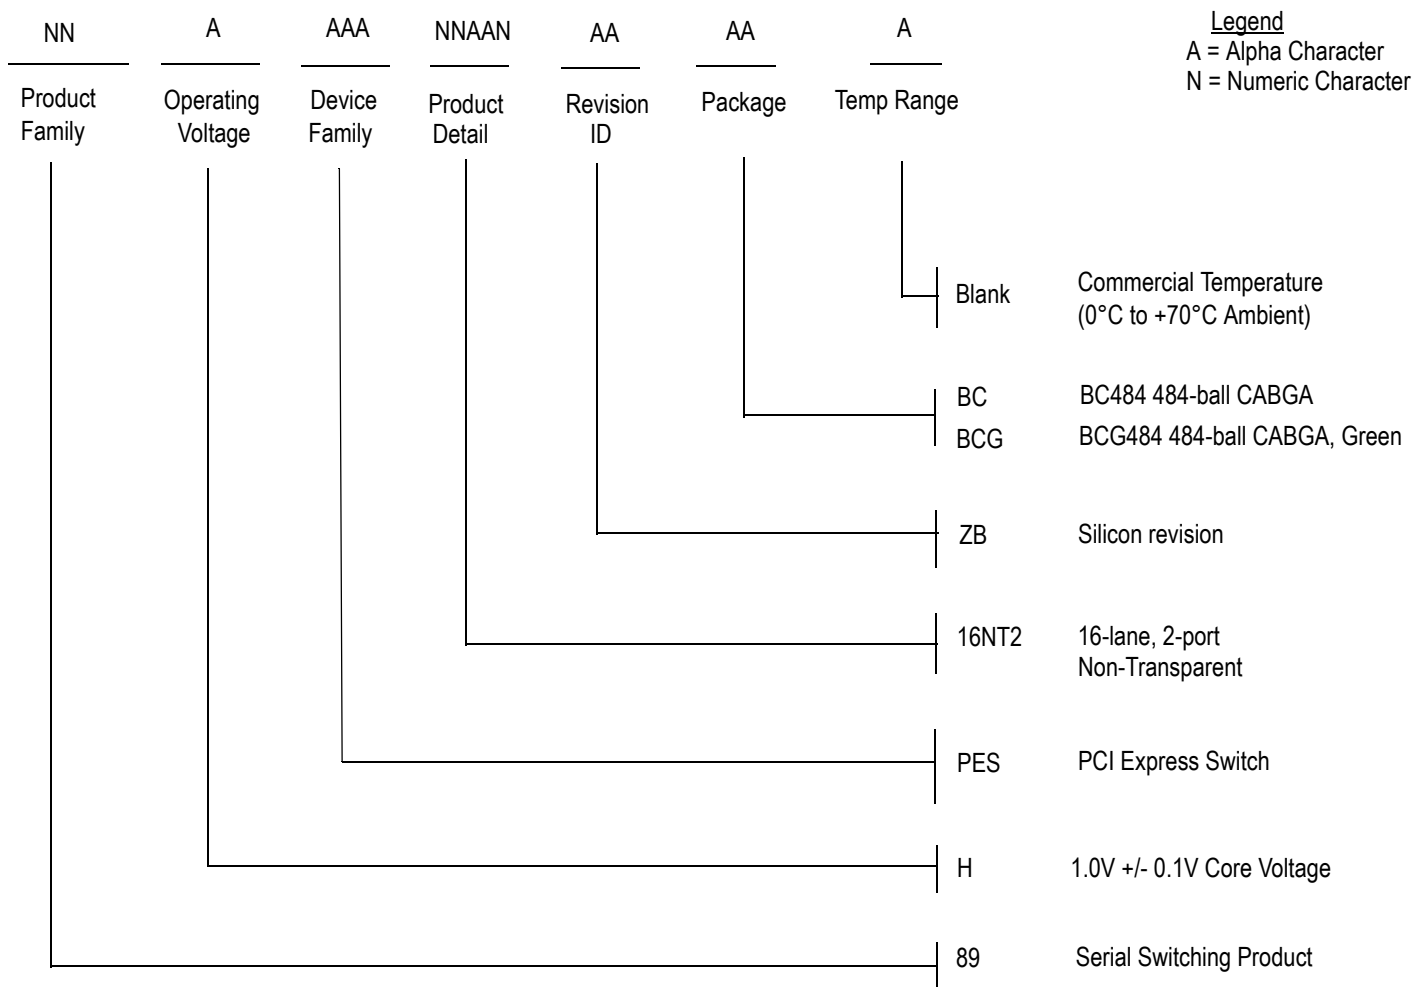 NN A AAA NNAAN AA AA A
Legend
A = Alpha Character
N = Numeric Character
Product
Family
Operating
Voltage
Device
Family
Product
Detail
Revision
ID
Package
Temp Range
Blank Commercial Temperature
(0°C to +70°C Ambient)
BC BC484 484-ball CABGA
BCG BCG484 484-ball CABGA, Green
ZB Silicon revision
16NT2 16-lane, 2-port
Non-Transparent
PES PCI Express Switch
H 1.0V +/- 0.1V Core Voltage
89 Serial Switching Product